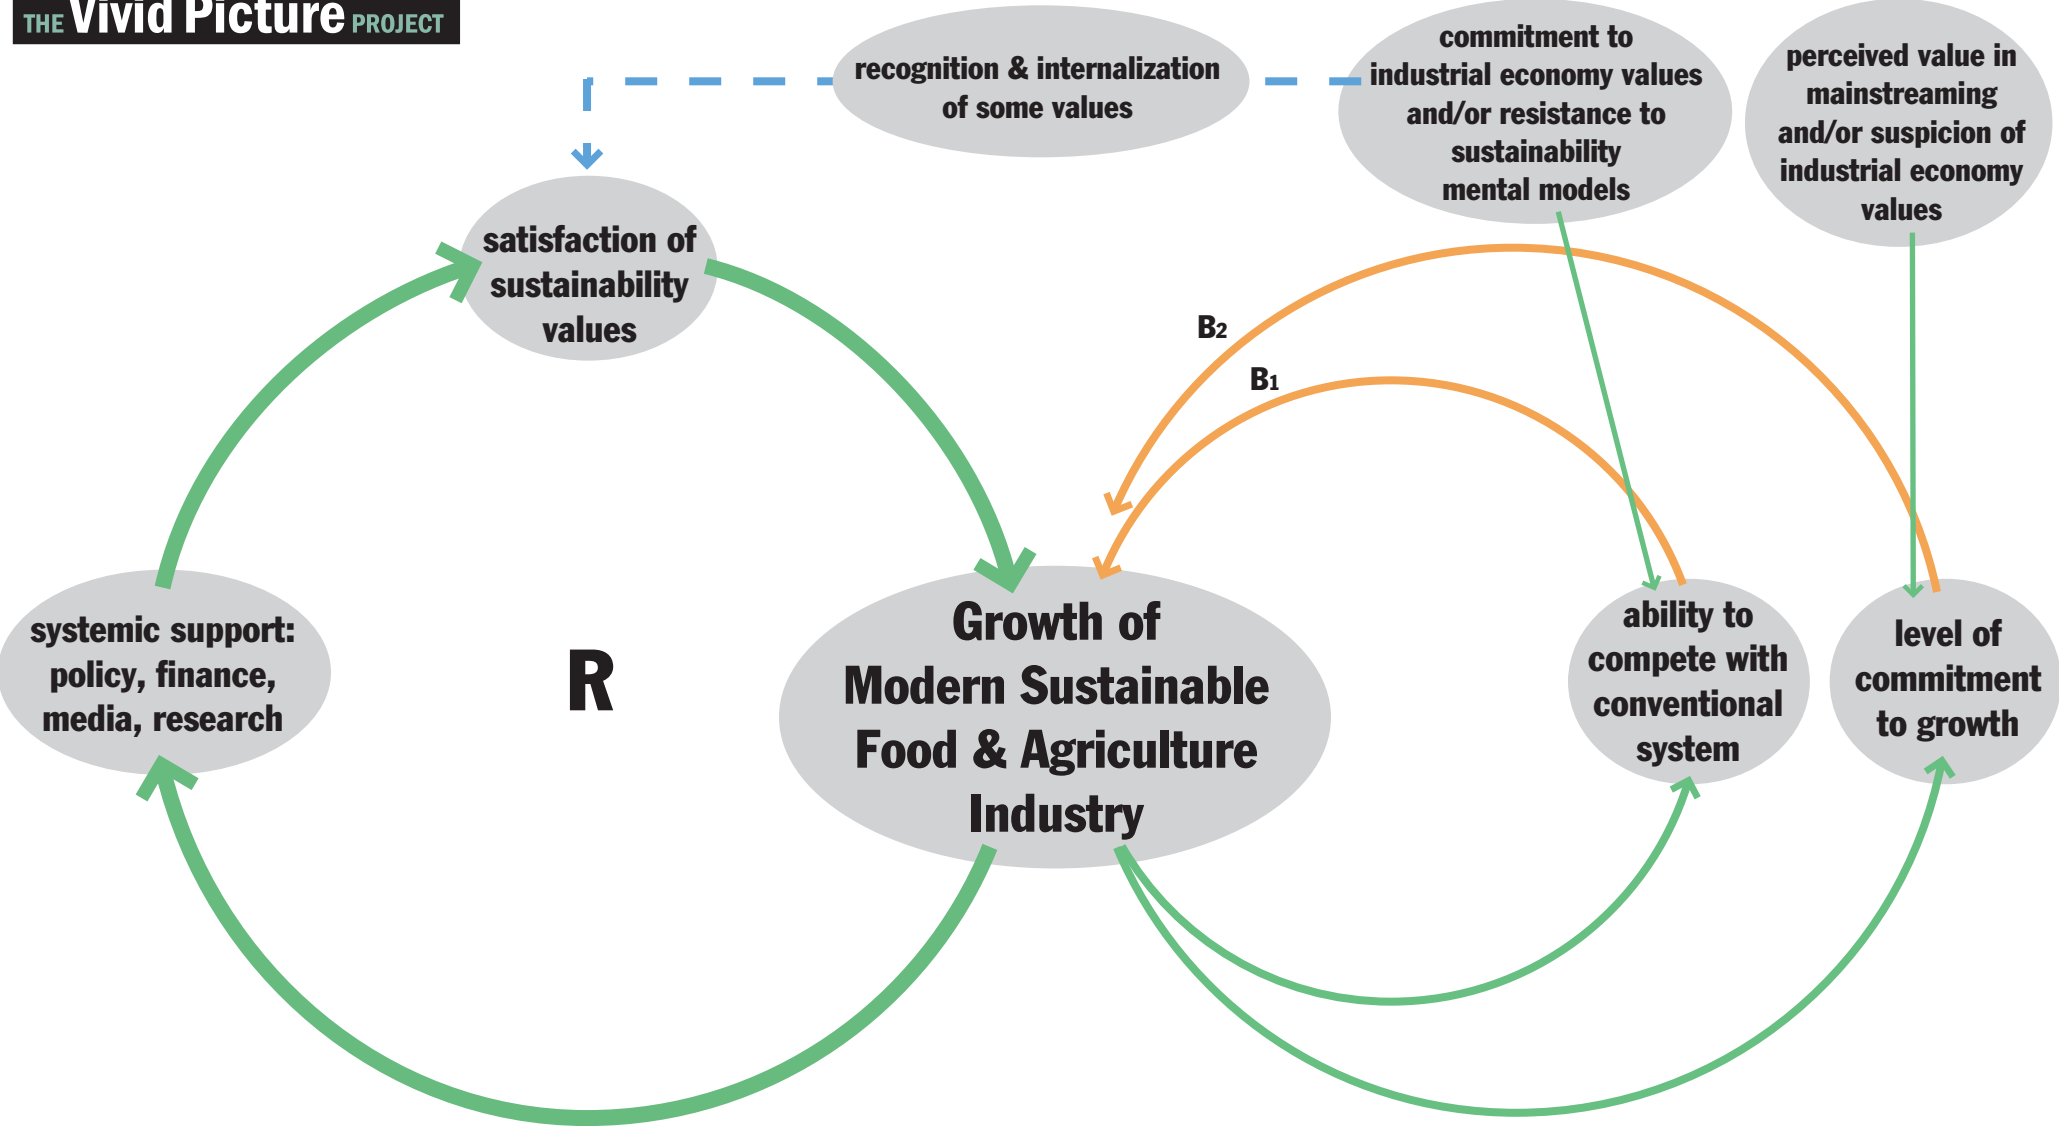 THE Vivid Picture PROJECT
recognition & internalization
of some values
commitment to
industrial economy values
and/or resistance to
sustainability
mental models
perceived value in
mainstreaming
and/or suspicion of
industrial economy
values
satisfaction of
sustainability
values
B2
B1
systemic support:
policy, finance,
media, research
R
Growth of
Modern Sustainable
Food & Agriculture
Industry
ability to
compete with
conventional
system
level of
commitment
to growth